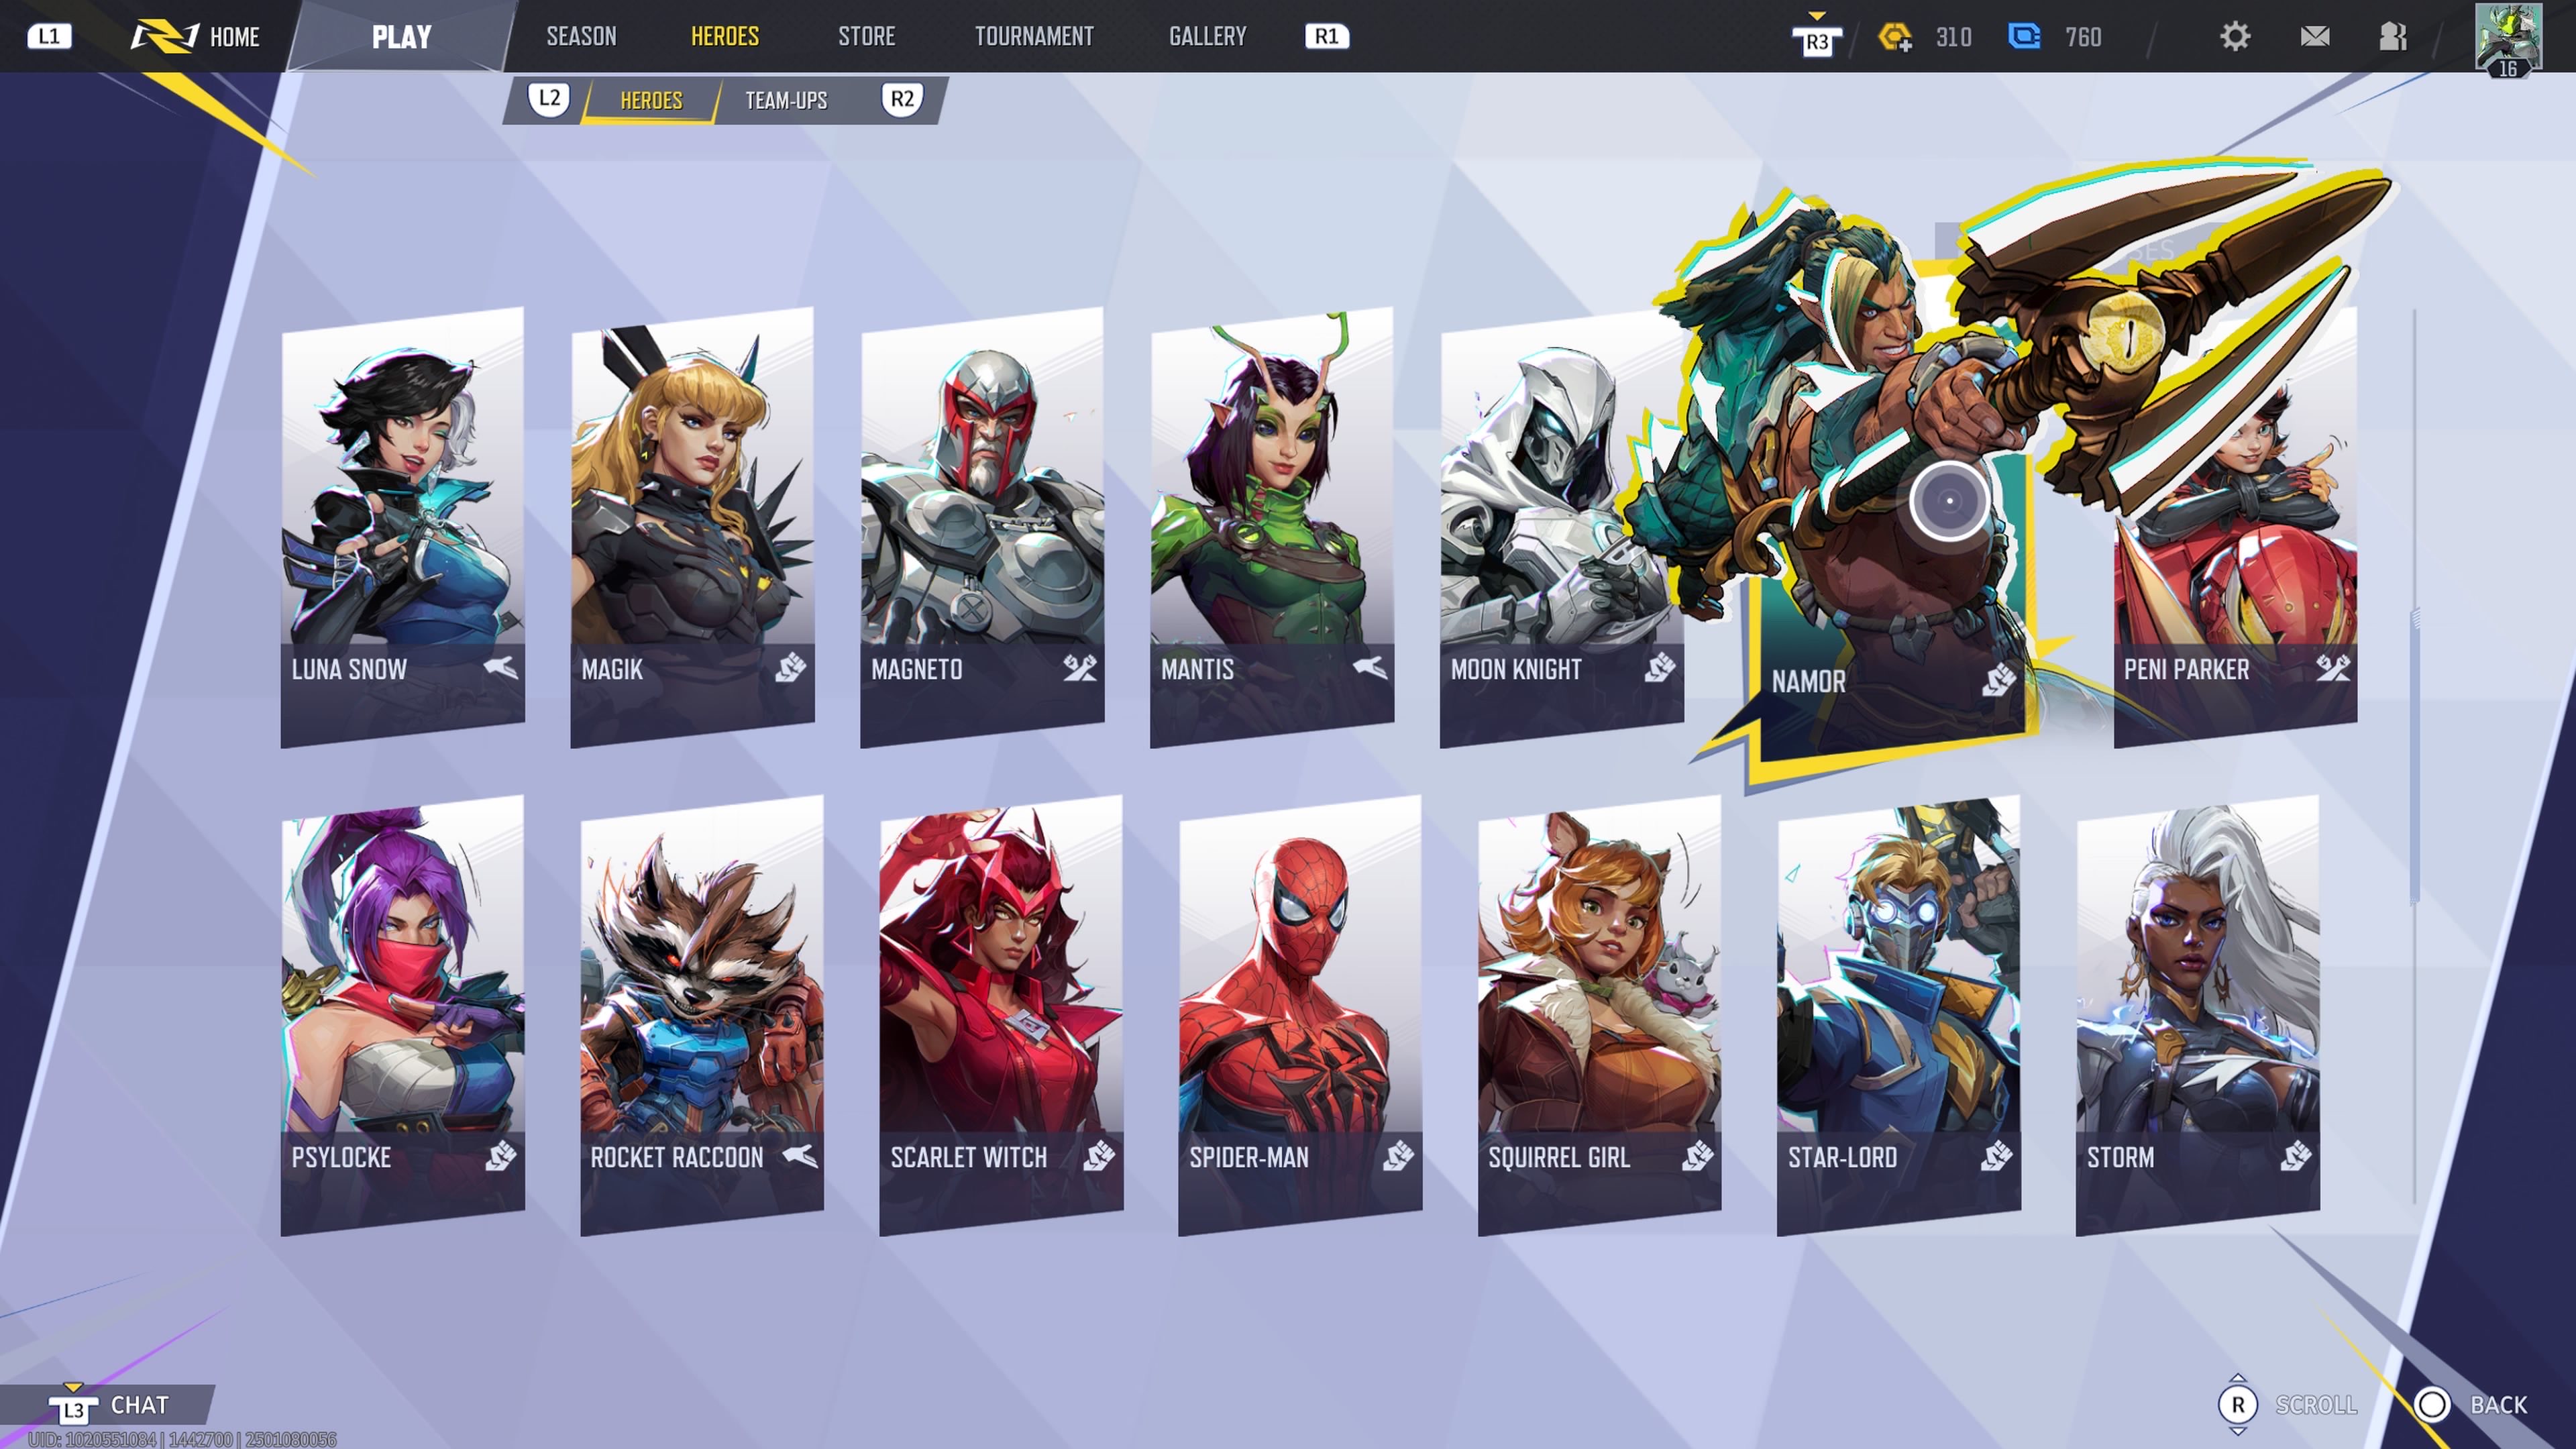 L1 HOME PLAY SEASON HEROES STORE TOURNAMENT GALLERY R1 R3 310 760
16
L2 HEROES TEAM-UPS R2
LUNA SNOW MAGIK MAGNETO MANTIS MOON KNIGHT NAMOR PENI PARKER
PSYLOCKE ROCKET RACCOON SCARLET WITCH SPIDER-MAN SQUIRREL GIRL STAR-LORD STORM
L3 CHAT R SCROLL BACK
UID: 1020551084 | 1442700 | 2501080056